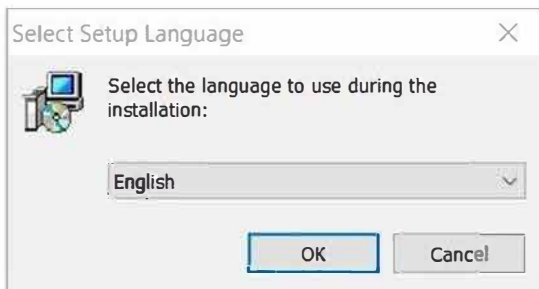 Select Setup Language
Select the language to use during the
installation:
English
OK
Cancel